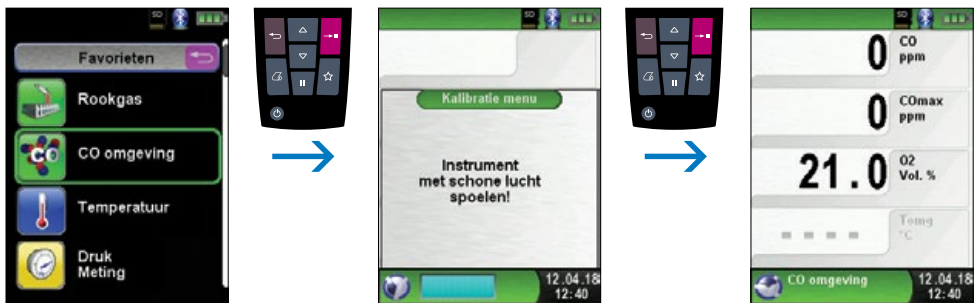 SD
Favorieten
Rookgas
CO
CO omgeving
Temperatuur
Druk
Meting
SD
Kalibratie menu
Instrument
met schone lucht
spoelen!
12.04.18
12:40
SD
0 CO
ppm
0 COmax
ppm
21.0 O2
Vol. %
- - - - Tomg
°C
CO omgeving
12.04.18
12:40